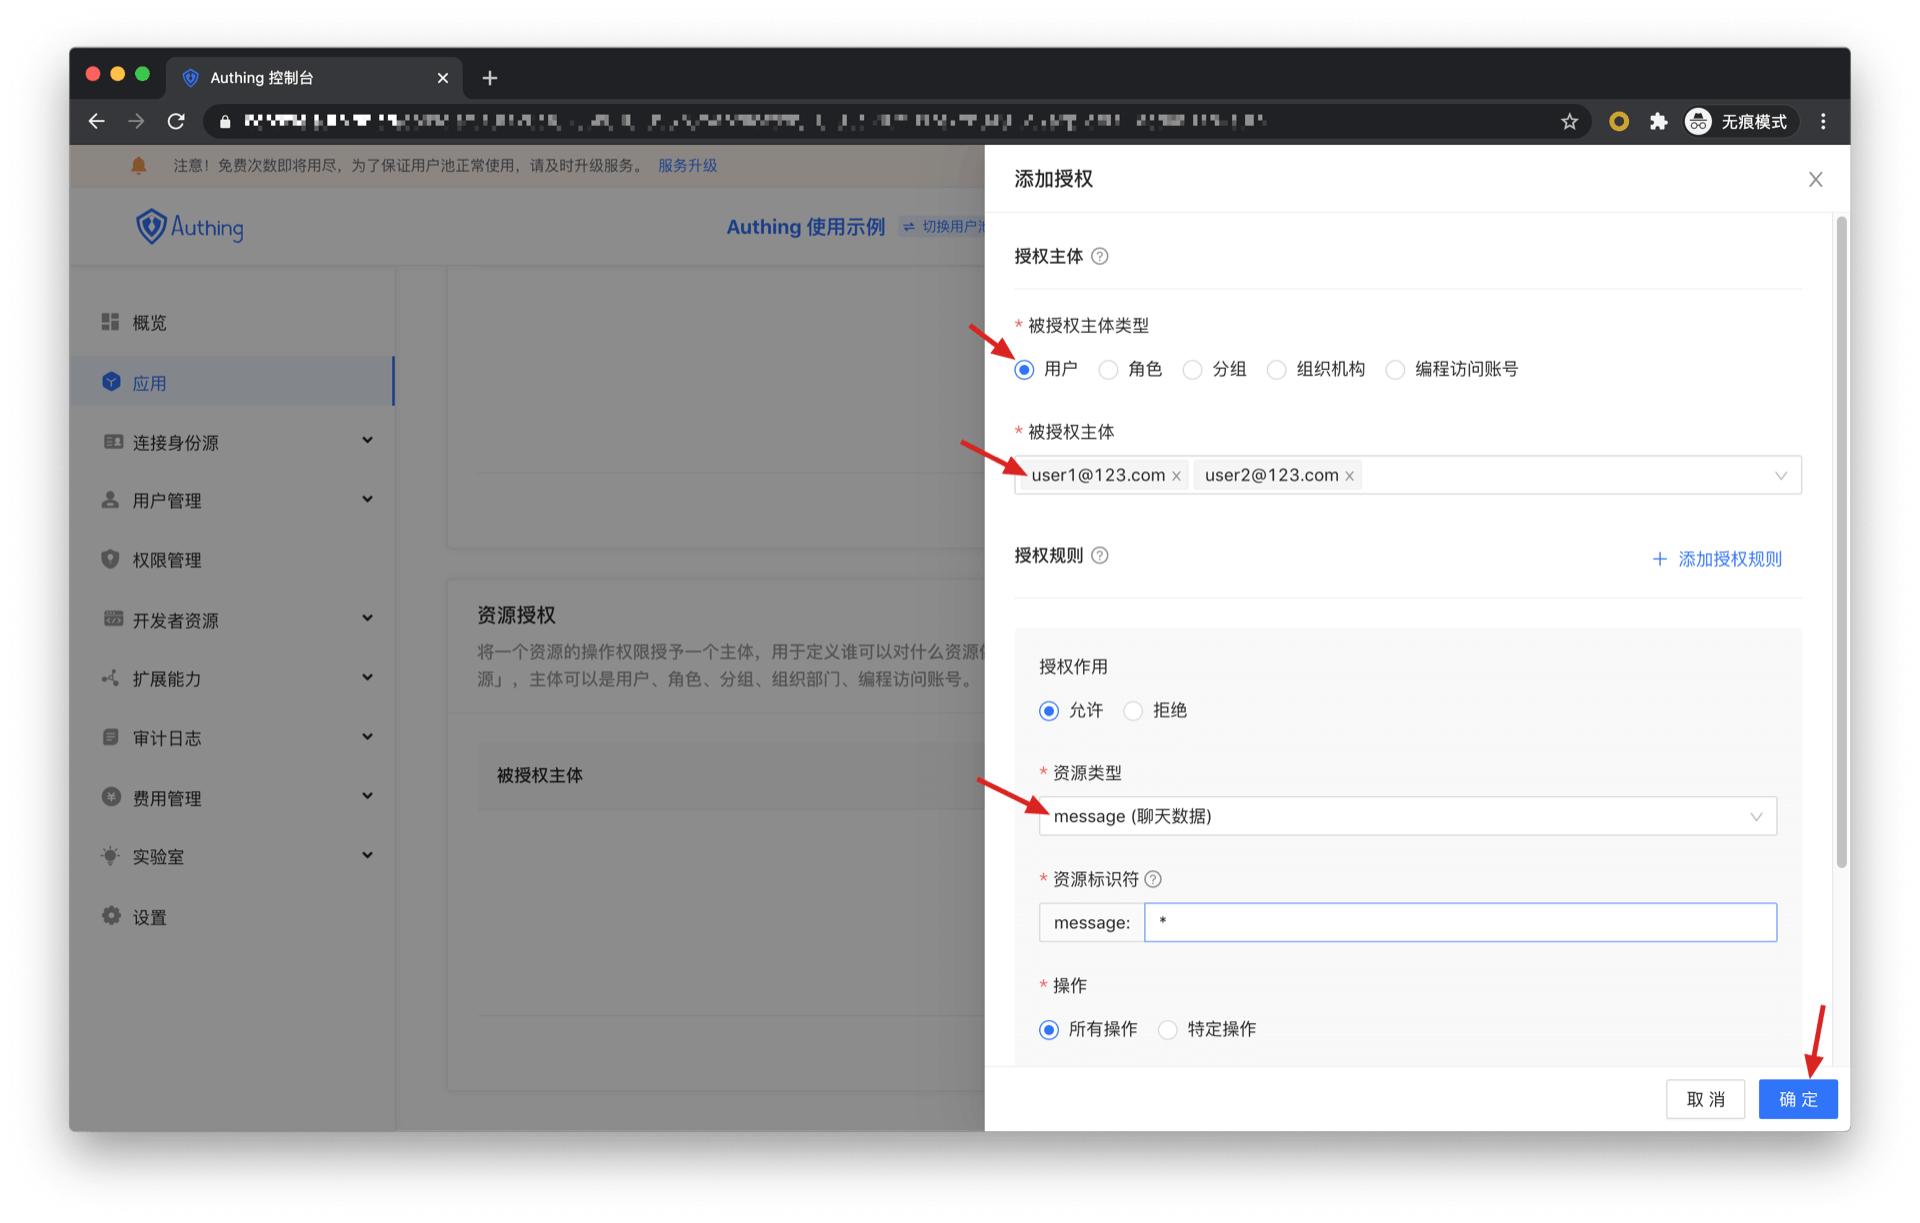 Authing 控制台
无痕模式
注意！免费次数即将用尽，为了保证用户池正常使用，请及时升级服务。 服务升级
Authing
Authing 使用示例 切换用户
概览
应用
连接身份源
用户管理
权限管理
开发者资源
扩展能力
审计日志
费用管理
实验室
设置
资源授权
将一个资源的操作权限授予一个主体，用于定义谁可以对什么资源
源」，主体可以是用户、角色、分组、组织部门、编程访问账号。
被授权主体
添加授权
授权主体
* 被授权主体类型
用户 角色 分组 组织机构 编程访问账号
* 被授权主体
user1@123.com × user2@123.com ×
授权规则
+ 添加授权规则
授权作用
允许 拒绝
* 资源类型
message (聊天数据)
* 资源标识符
message: *
* 操作
所有操作 特定操作
取 消 确 定